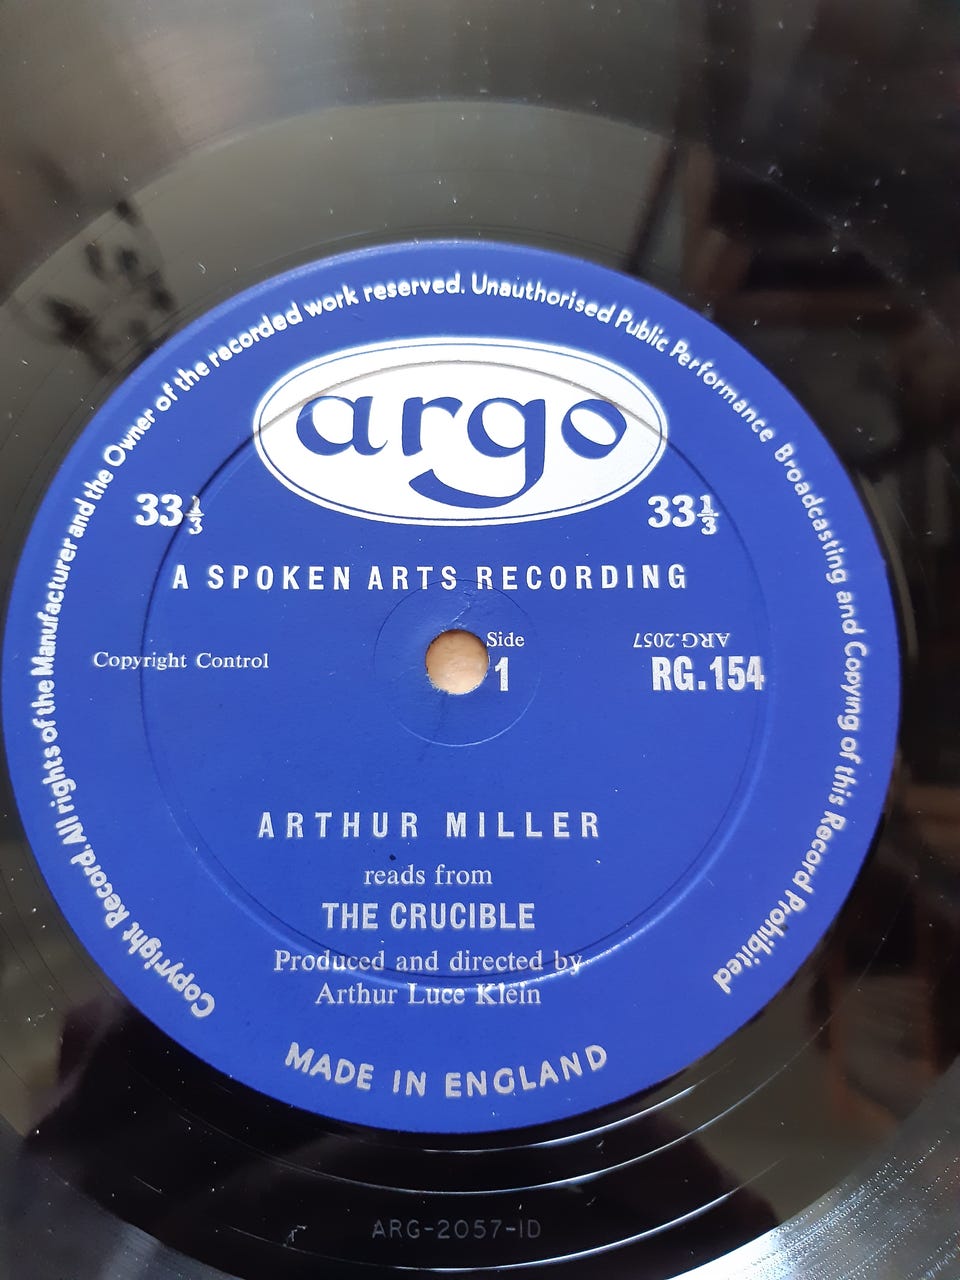 Copyright Record. All rights of the Manufacturer and the Owner of the recorded work reserved. Unauthorised Public Performance Broadcasting and Copying of this Record Prohibited
argo
33⅓ 33⅓
A SPOKEN ARTS RECORDING
Copyright Control
Side
1
ARG.2057
RG.154
ARTHUR MILLER
reads from
THE CRUCIBLE
Produced and directed by
Arthur Luce Klein
MADE IN ENGLAND
ARG-2057-1D